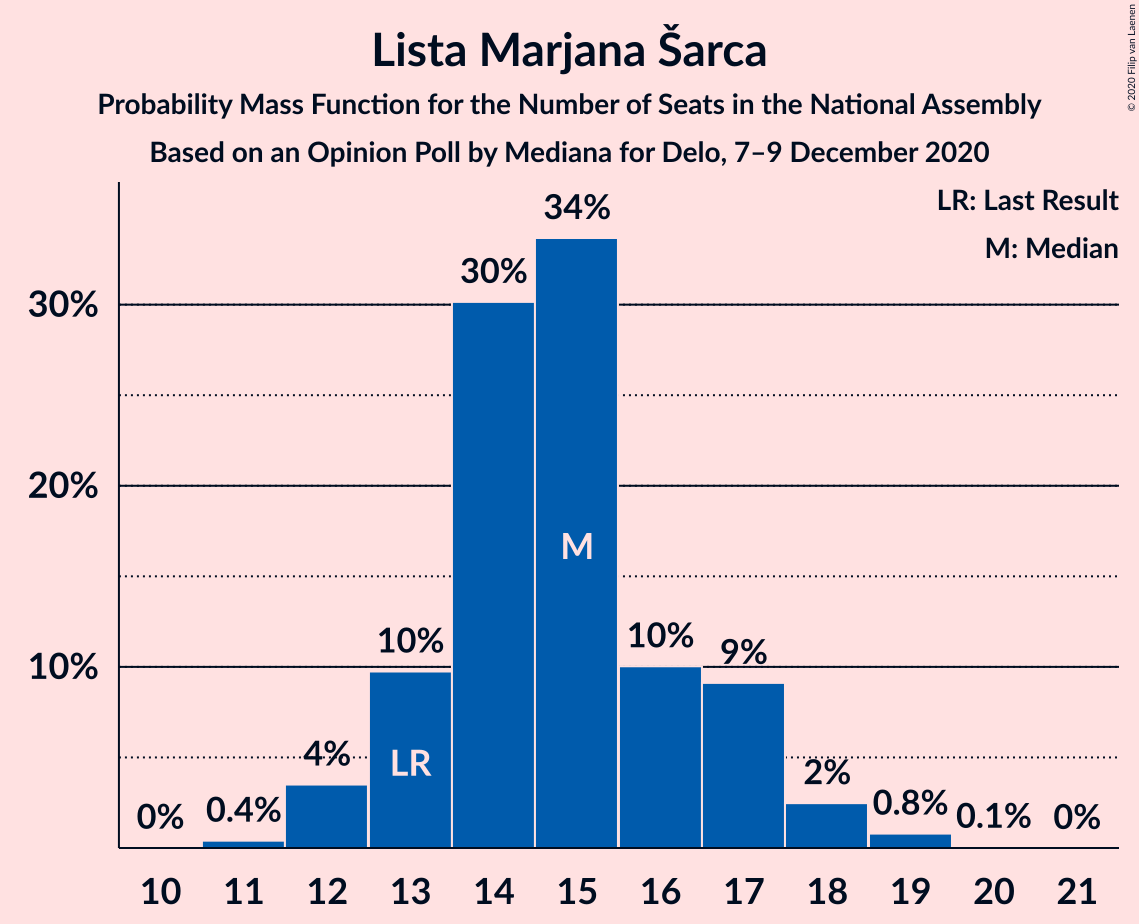 Lista Marjana Šarca
Probability Mass Function for the Number of Seats in the National Assembly
Based on an Opinion Poll by Mediana for Delo, 7–9 December 2020
© 2020 Filip van Laenen
LR: Last Result
M: Median
34%
30%
30%
20%
10%
M
10%
10%
9%
LR
4%
2%
0%
0.4%
0.8%
0.1%
0%
10 11 12 13 14 15 16 17 18 19 20 21